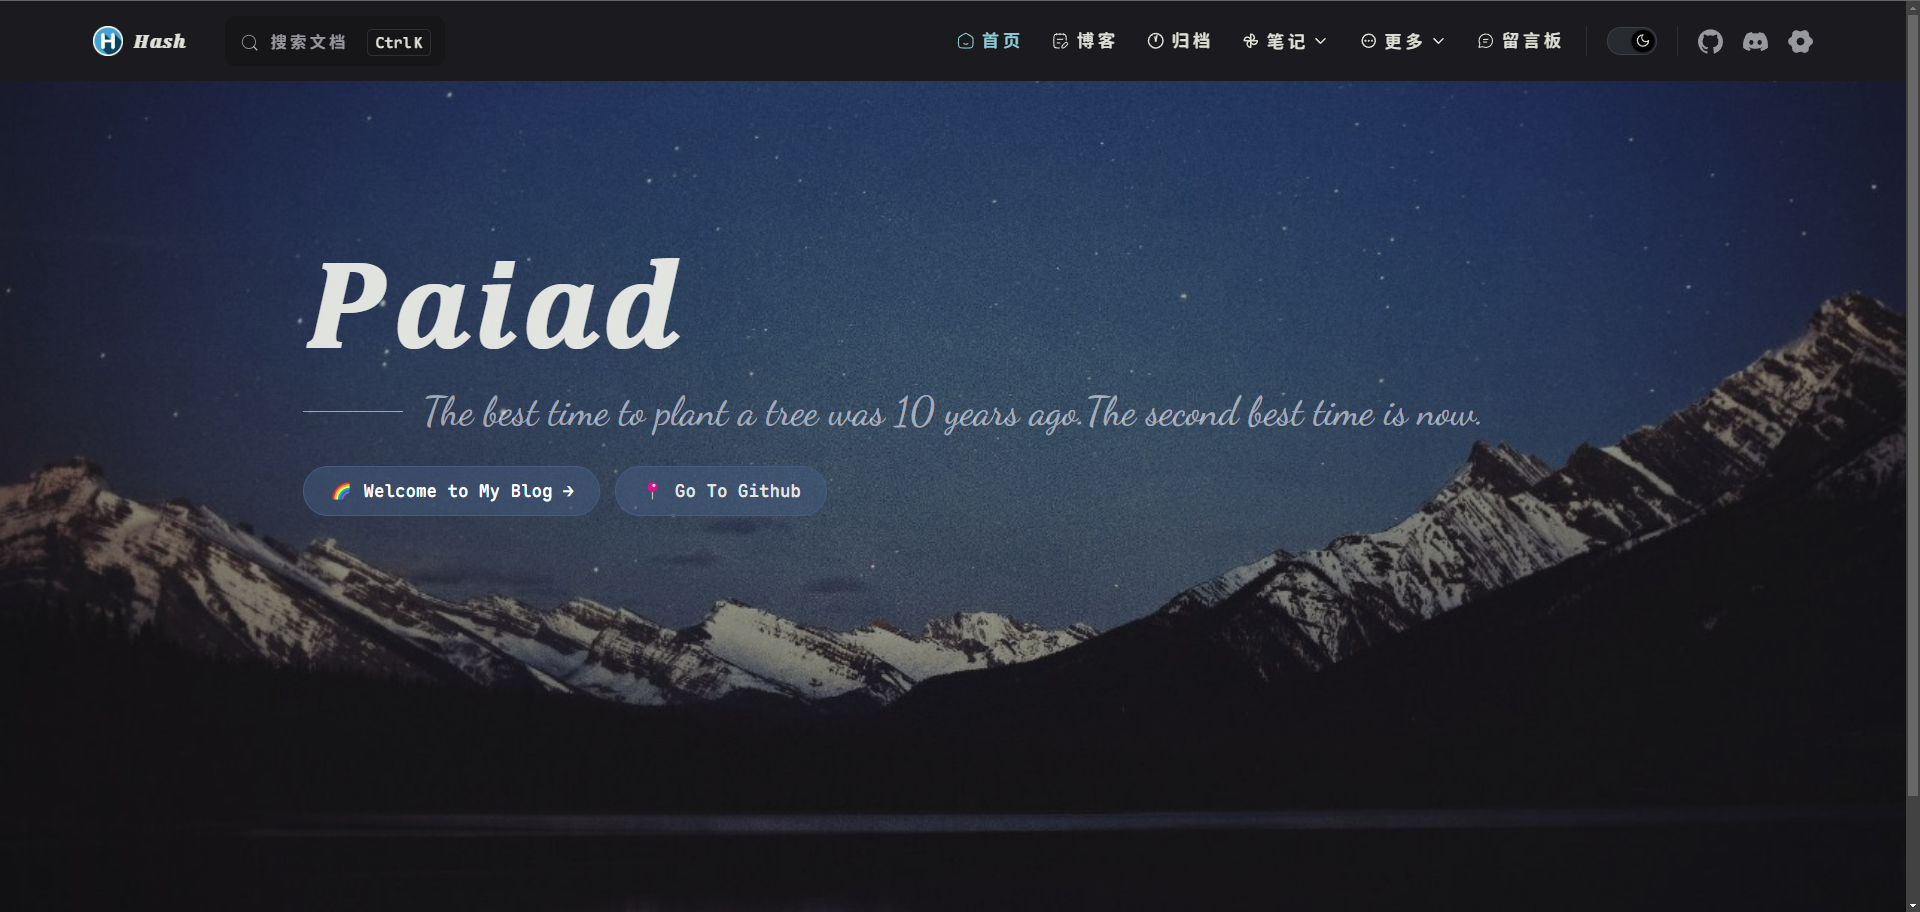 Hash 搜索文档 Ctrl K 首页 博客 归档 笔记 更多 留言板
Paiad
The best time to plant a tree was 10 years ago.The second best time is now.
🌈 Welcome to My Blog → 📍 Go To Github